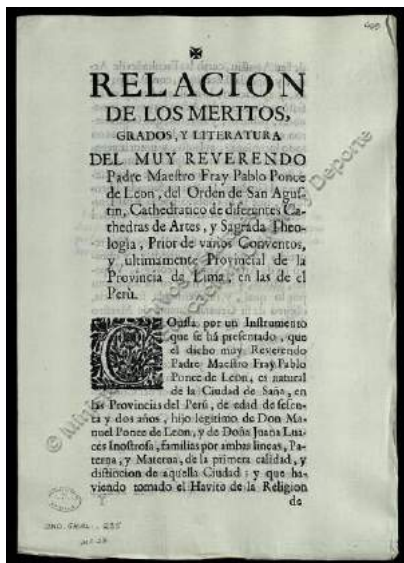 ✠
RELACION
DE LOS MERITOS,
GRADOS, Y LITERATURA
DEL MUY REVERENDO
Padre Maestro Fray Pablo Ponce
de Leon, del Orden de San Agus-
tin, Cathedratico de diferentes Ca-
thedras de Artes, y Sagrada Theo-
logia, Prior de varios Conventos,
y ultimamente Provincial de la
Provincia de Lima, en las de el
Perù.
COnsta por un Instrumento
que se hà presentado, que
el dicho muy Reverendo
Padre Maestro Fray Pablo
Ponce de Leon, es natural
de la Ciudad de Saña, en
las Provincias del Perù, de edad de sesen-
ta y dos años, hijo legitimo de Don Ma-
nuel Ponce de Leon, y de Doña Juana Lua-
ces Inostrosa, familias por ambas lineas, Pa-
terna, y Materna, de la primera calidad, y
distincion de aquella Ciudad: y que ha-
viendo tomado el Havito de la Religion
de